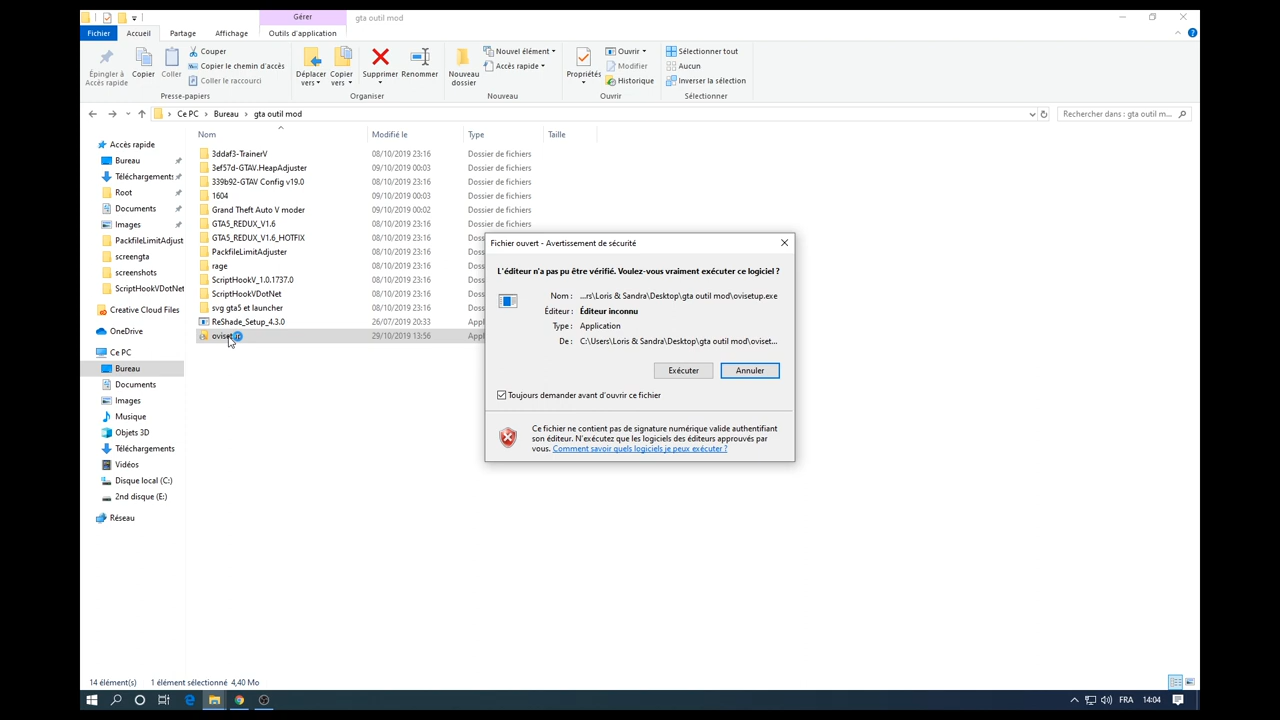 Gérer
gta outil mod
Fichier
Accueil
Partage
Affichage
Outils d'application
Épingler à
Accès rapide
Copier
Coller
Couper
Copier le chemin d'accès
Coller le raccourci
Presse-papiers
Déplacer
vers
Copier
vers
Supprimer
Renommer
Organiser
Nouveau
dossier
Nouvel élément
Accès rapide
Nouveau
Propriétés
Ouvrir
Modifier
Historique
Ouvrir
Sélectionner tout
Aucun
Inverser la sélection
Sélectionner
Ce PC > Bureau > gta outil mod
Rechercher dans : gta outil m...
Nom
Modifié le
Type
Taille
Accès rapide
Bureau
Téléchargements
Root
Documents
Images
PackfileLimitAdjust
screengta
screenshots
ScriptHookVDotNet
Creative Cloud Files
OneDrive
Ce PC
Bureau
Documents
Images
Musique
Objets 3D
Téléchargements
Vidéos
Disque local (C:)
2nd disque (E:)
Réseau
3ddaf3-TrainerV 08/10/2019 23:16 Dossier de fichiers
3ef57d-GTAV.HeapAdjuster 09/10/2019 00:03 Dossier de fichiers
339b92-GTAV Config v19.0 08/10/2019 23:16 Dossier de fichiers
1604 09/10/2019 00:03 Dossier de fichiers
Grand Theft Auto V moder 09/10/2019 00:02 Dossier de fichiers
GTA5_REDUX_V1.6 08/10/2019 23:16 Dossier de fichiers
GTA5_REDUX_V1.6_HOTFIX 08/10/2019 23:16 Doss
PackfileLimitAdjuster 08/10/2019 23:16 Doss
rage 08/10/2019 23:16 Doss
ScriptHookV_1.0.1737.0 08/10/2019 23:16 Doss
ScriptHookVDotNet 08/10/2019 23:16 Doss
svg gta5 et launcher 08/10/2019 23:16 Doss
ReShade_Setup_4.3.0 26/07/2019 20:33 Appl
oviset 29/10/2019 13:56 Appl
Fichier ouvert - Avertissement de sécurité
L'éditeur n'a pas pu être vérifié. Voulez-vous vraiment exécuter ce logiciel ?
Nom : ...rs\Loris & Sandra\Desktop\gta outil mod\ovisetup.exe
Éditeur : Éditeur inconnu
Type : Application
De : C:\Users\Loris & Sandra\Desktop\gta outil mod\oviset...
Exécuter
Annuler
Toujours demander avant d'ouvrir ce fichier
Ce fichier ne contient pas de signature numérique valide authentifiant
son éditeur. N'exécutez que les logiciels des éditeurs approuvés par
vous. Comment savoir quels logiciels je peux exécuter ?
14 élément(s)
1 élément sélectionné 4,40 Mo
FRA
14:04